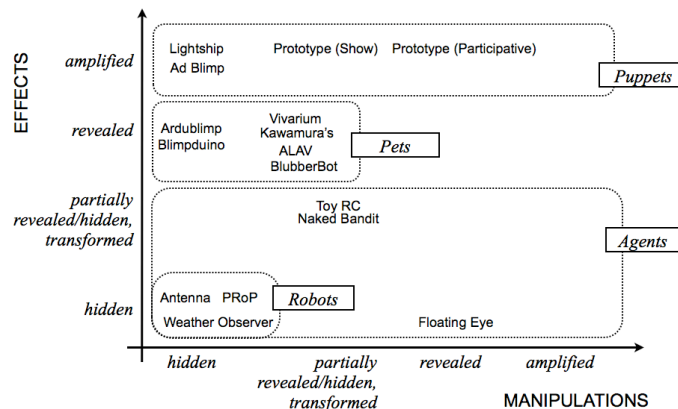 EFFECTS
amplified
Lightship
Ad Blimp
Prototype (Show)
Prototype (Participative)
Puppets
revealed
Ardublimp
Blimpduino
Vivarium
Kawamura's
ALAV
BlubberBot
Pets
partially
revealed/hidden,
transformed
Toy RC
Naked Bandit
Agents
hidden
Antenna
PRoP
Weather Observer
Robots
Floating Eye
hidden
partially
revealed/hidden,
transformed
revealed
amplified
MANIPULATIONS